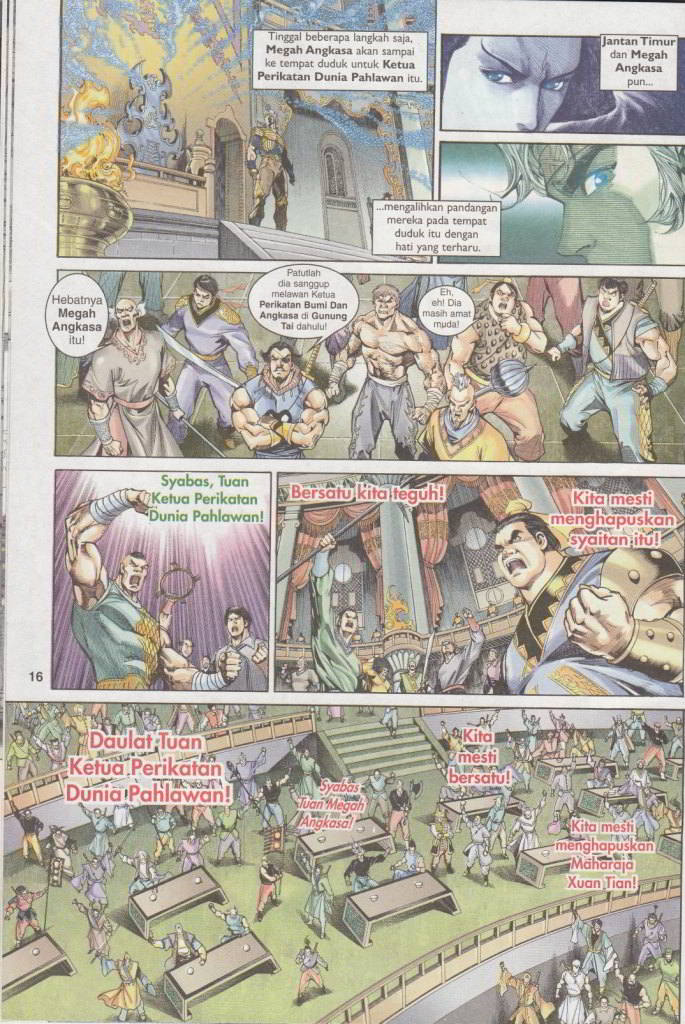 Tinggal beberapa langkah saja,
Megah Angkasa akan sampai
ke tempat duduk untuk Ketua
Perikatan Dunia Pahlawan itu.
Jantan Timur
dan Megah
Angkasa
pun...
...mengalihkan pandangan
mereka pada tempat
duduk itu dengan
hati yang terharu.
Hebatnya
Megah
Angkasa
itu!
Patutlah
dia sanggup
melawan Ketua
Perikatan Bumi Dan
Angkasa di Gunung
Tai dahulu!
Eh,
eh! Dia
masih amat
muda!
Syabas, Tuan
Ketua Perikatan
Dunia Pahlawan!
Bersatu kita teguh!
Kita mesti
menghapuskan
syaitan itu!
16
Daulat Tuan
Ketua Perikatan
Dunia Pahlawan!
Syabas
Tuan Megah
Angkasa!
Kita
mesti
bersatu!
Kita mesti
menghapuskan
Maharaja
Xuan Tian!